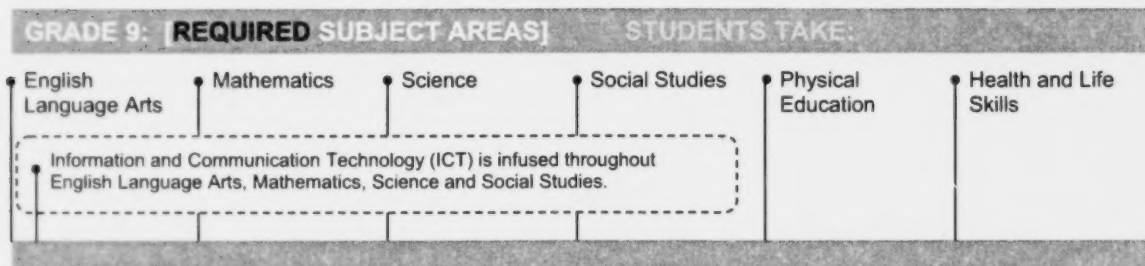 GRADE 9: [REQUIRED SUBJECT AREAS] STUDENTS TAKE:
English
Language Arts
Mathematics
Science
Social Studies
Physical
Education
Health and Life
Skills
Information and Communication Technology (ICT) is infused throughout
English Language Arts, Mathematics, Science and Social Studies.